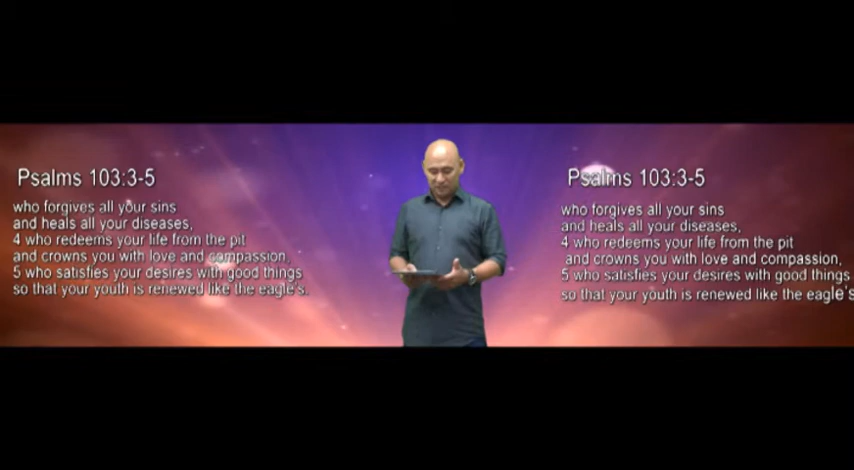 Psalms 103:3-5
who forgives all your sins
and heals all your diseases,
4 who redeems your life from the pit
and crowns you with love and compassion,
5 who satisfies your desires with good things
so that your youth is renewed like the eagle's.
Psalms 103:3-5
who forgives all your sins
and heals all your diseases,
4 who redeems your life from the pit
and crowns you with love and compassion,
5 who satisfies your desires with good things
so that your youth is renewed like the eagle's